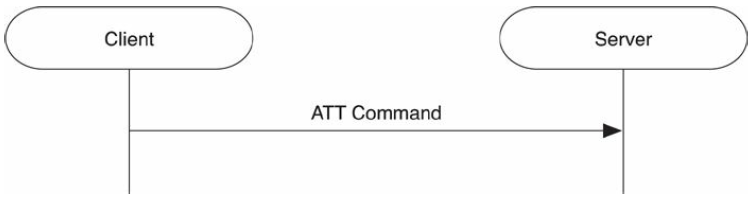 Client
Server
ATT Command